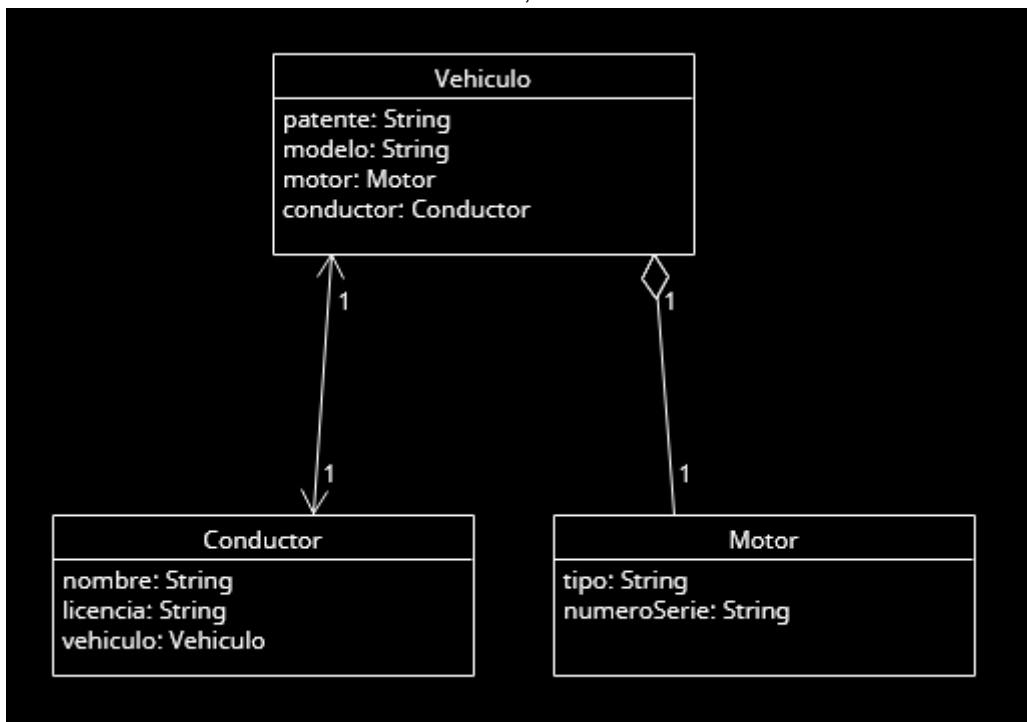 Vehiculo
patente: String
modelo: String
motor: Motor
conductor: Conductor
1
1
1
1
Conductor
nombre: String
licencia: String
vehiculo: Vehiculo
Motor
tipo: String
numeroSerie: String